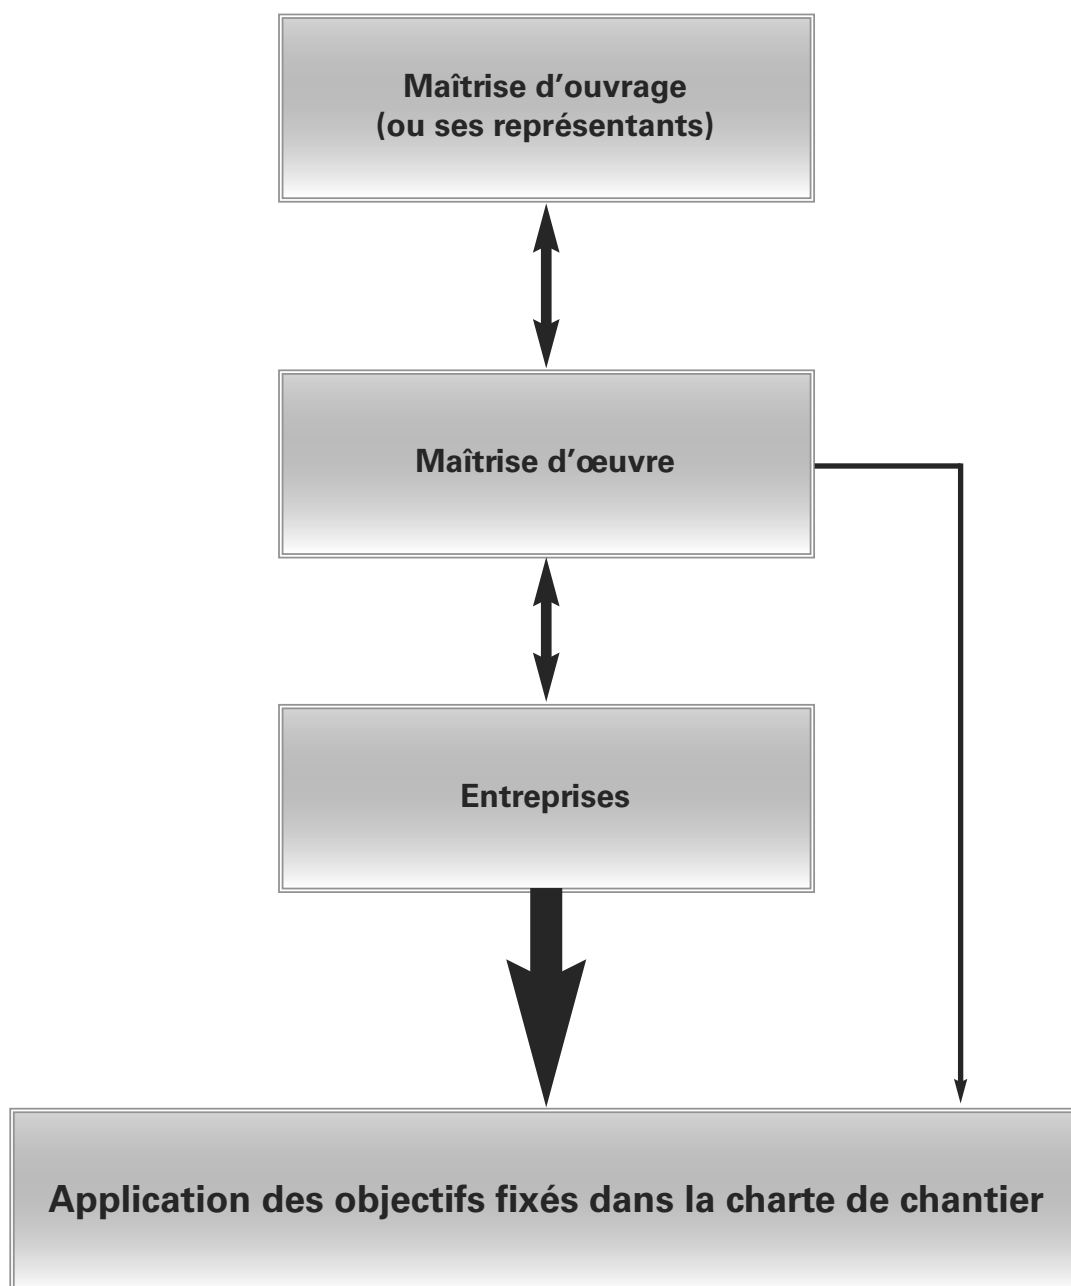 Maîtrise d’ouvrage
(ou ses représentants)
Maîtrise d’œuvre
Entreprises
Application des objectifs fixés dans la charte de chantier